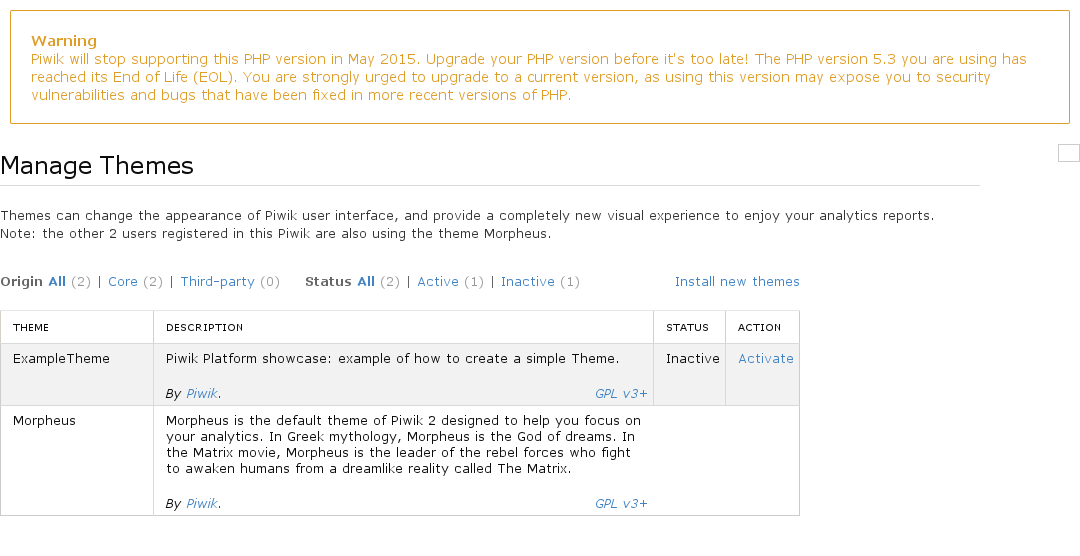 Warning
Piwik will stop supporting this PHP version in May 2015. Upgrade your PHP version before it's too late! The PHP version 5.3 you are using has
reached its End of Life (EOL). You are strongly urged to upgrade to a current version, as using this version may expose you to security
vulnerabilities and bugs that have been fixed in more recent versions of PHP.
Manage Themes
Themes can change the appearance of Piwik user interface, and provide a completely new visual experience to enjoy your analytics reports.
Note: the other 2 users registered in this Piwik are also using the theme Morpheus.
Origin All (2) | Core (2) | Third-party (0) Status All (2) | Active (1) | Inactive (1) Install new themes
THEME DESCRIPTION STATUS ACTION
ExampleTheme Piwik Platform showcase: example of how to create a simple Theme. Inactive Activate
By Piwik. GPL v3+
Morpheus Morpheus is the default theme of Piwik 2 designed to help you focus on
your analytics. In Greek mythology, Morpheus is the God of dreams. In
the Matrix movie, Morpheus is the leader of the rebel forces who fight
to awaken humans from a dreamlike reality called The Matrix.
By Piwik. GPL v3+